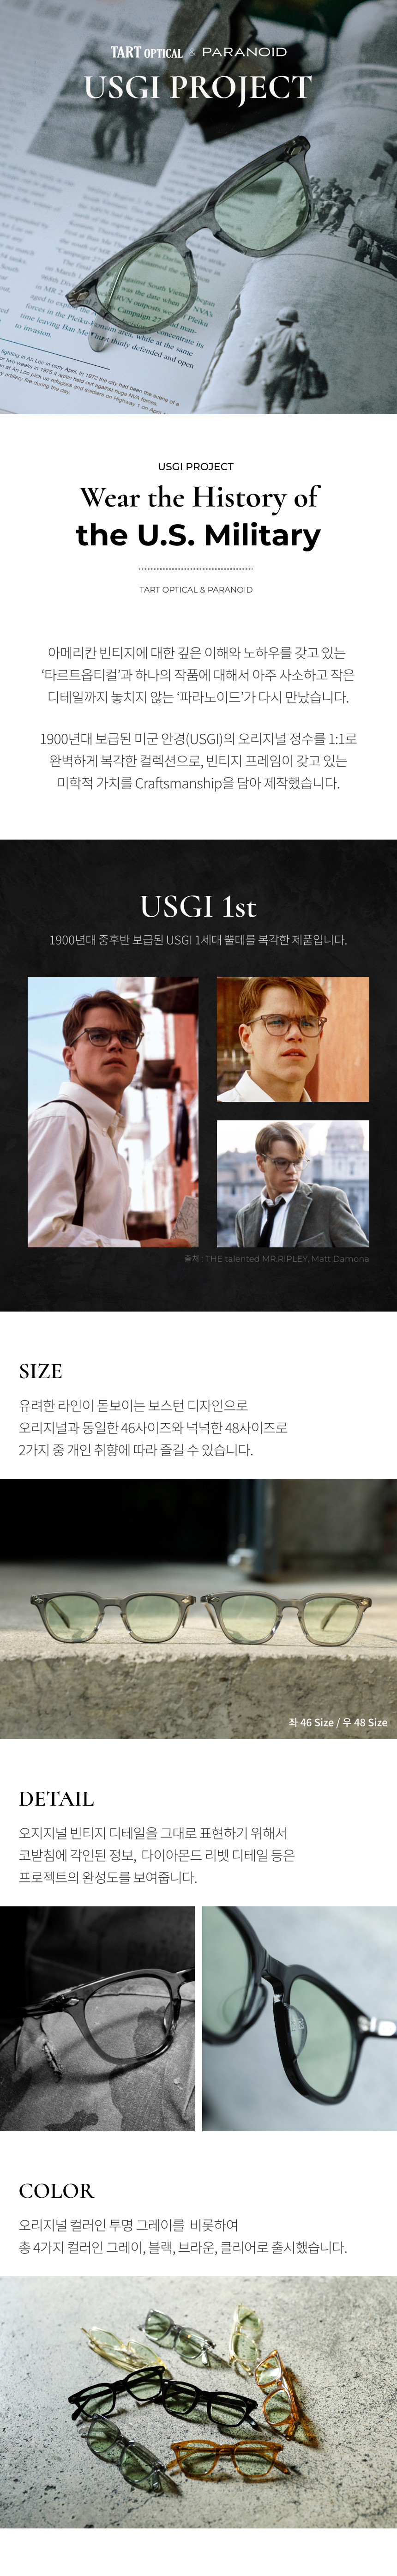 TART OPTICAL & PARANOID
USGI PROJECT
USGI PROJECT
Wear the History of
the U.S. Military
TART OPTICAL & PARANOID
아메리칸 빈티지에 대한 깊은 이해와 노하우를 갖고 있는
‘타르트옵티컬’과 하나의 작품에 대해서 아주 사소하고 작은
디테일까지 놓치지 않는 ‘파라노이드’가 다시 만났습니다.
1900년대 보급된 미군 안경(USGI)의 오리지널 정수를 1:1로
완벽하게 복각한 컬렉션으로, 빈티지 프레임이 갖고 있는
미학적 가치를 Craftsmanship을 담아 제작했습니다.
USGI 1st
1900년대 중후반 보급된 USGI 1세대 뿔테를 복각한 제품입니다.
출처 : THE talented MR.RIPLEY, Matt Damona
SIZE
유려한 라인이 돋보이는 보스턴 디자인으로
오리지널과 동일한 46사이즈와 넉넉한 48사이즈로
2가지 중 개인 취향에 따라 즐길 수 있습니다.
좌 46 Size / 우 48 Size
DETAIL
오지지널 빈티지 디테일을 그대로 표현하기 위해서
코받침에 각인된 정보, 다이아몬드 리벳 디테일 등은
프로젝트의 완성도를 보여줍니다.
COLOR
오리지널 컬러인 투명 그레이를 비롯하여
총 4가지 컬러인 그레이, 블랙, 브라운, 클리어로 출시했습니다.